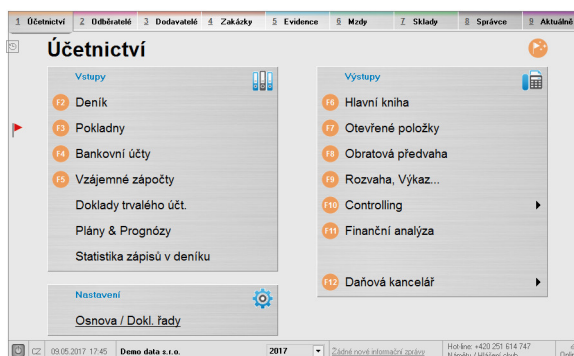 1 Účetnictví 2 Odběratelé 3 Dodavatelé 4 Zakázky 5 Evidence 6 Mzdy 7 Sklady 8 Správce 9 Aktuálně
Účetnictví
Vstupy
F2 Deník
F3 Pokladny
F4 Bankovní účty
F5 Vzájemné zápočty
Doklady trvalého účt.
Plány & Prognózy
Statistika zápisů v deníku
Nastavení
Osnova / Dokl. řady
Výstupy
F6 Hlavní kniha
F7 Otevřené položky
F8 Obratová předvaha
F9 Rozvaha, Výkaz...
F10 Controlling
F11 Finanční analýza
F12 Daňová kancelář
CZ 09.05.2017 17:45 Demo data s.r.o. 2017 Žádné nové informační zprávy Hot-line: +420 251 614 747
Náměty / Hlášení chyb